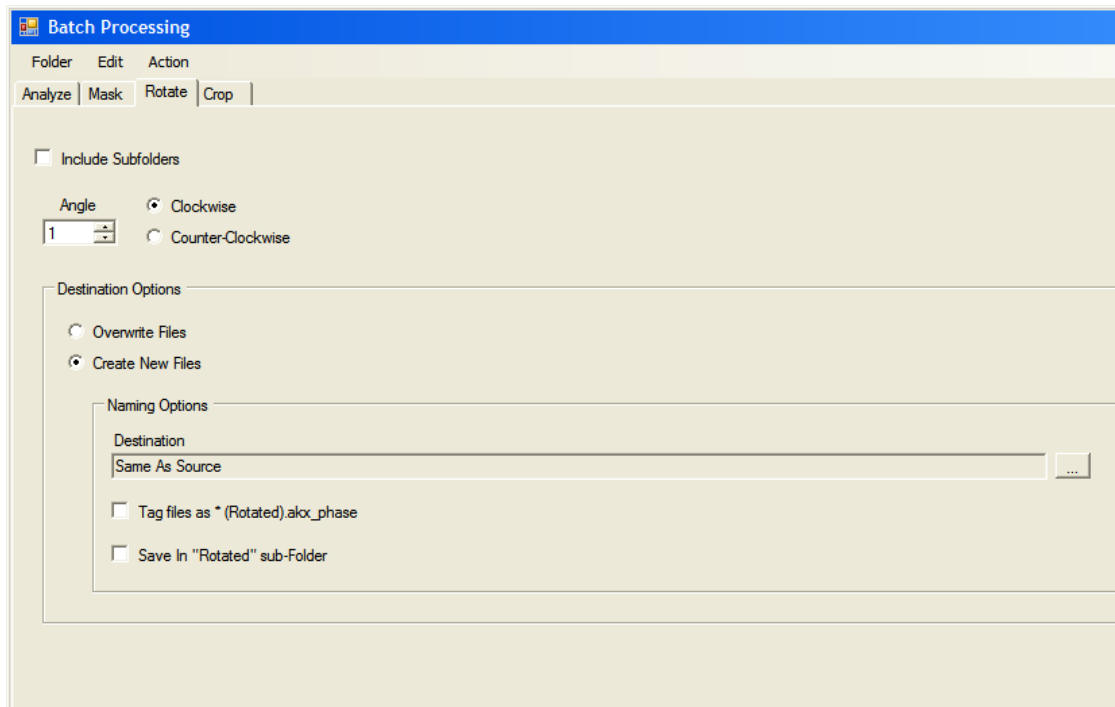 Batch Processing
Folder Edit Action
Analyze Mask Rotate Crop
Include Subfolders
Angle
1
Clockwise
Counter-Clockwise
Destination Options
Overwrite Files
Create New Files
Naming Options
Destination
Same As Source
...
Tag files as * (Rotated).akx_phase
Save In "Rotated" sub-Folder